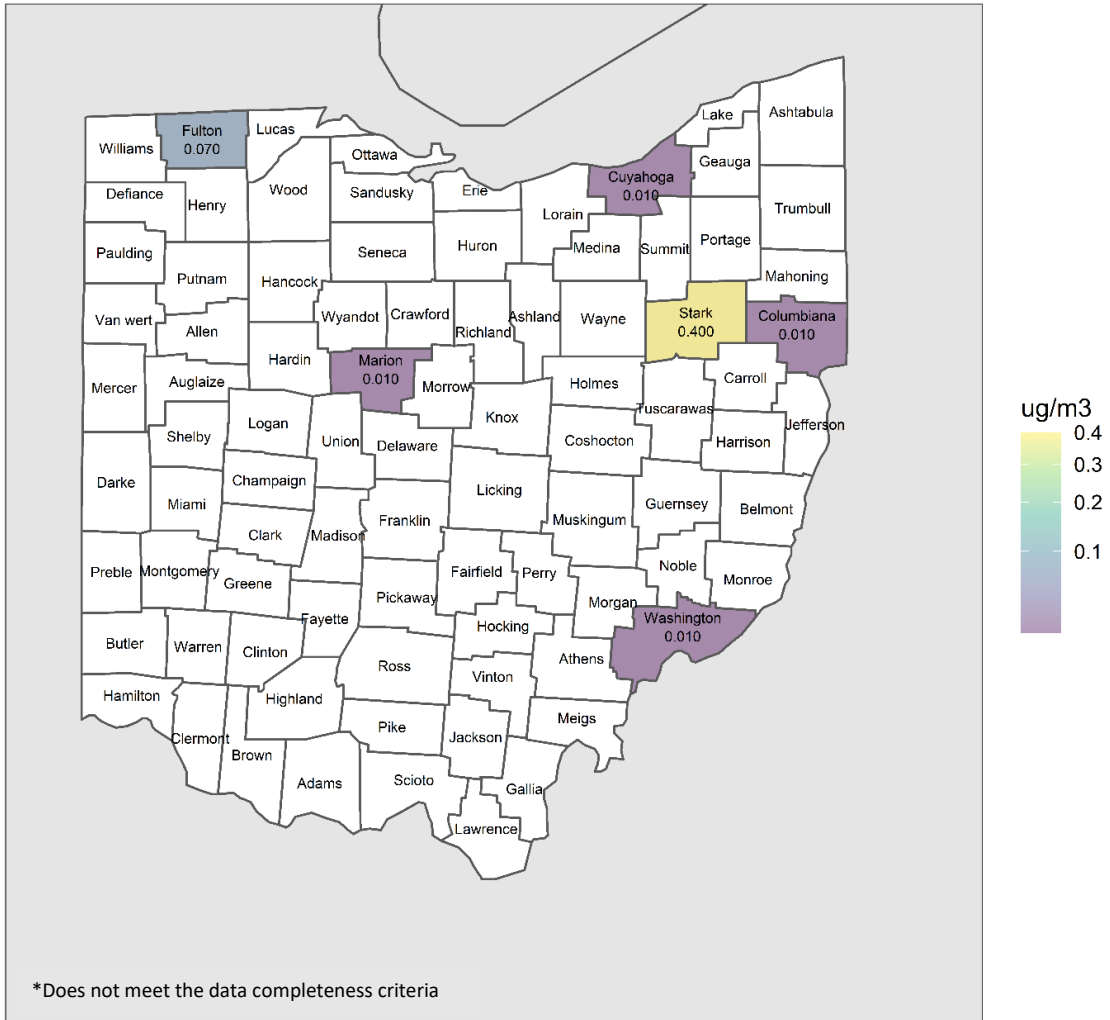 Ashtabula
Lake
Fulton
0.070
Lucas
Williams
Ottawa
Geauga
Cuyahoga
0.010
Defiance
Henry
Wood
Sandusky
Erie
Lorain
Trumbull
Paulding
Seneca
Huron
Medina
Summit
Portage
Putnam
Hancock
Mahoning
Van wert
Allen
Wyandot
Crawford
Richland
Ashland
Wayne
Stark
0.400
Columbiana
0.010
Hardin
Marion
0.010
Mercer
Auglaize
Morrow
Holmes
Carroll
Tuscarawas
Logan
Knox
Jefferson
Shelby
Union
Delaware
Coshocton
Harrison
Darke
Champaign
Licking
Miami
Guernsey
Belmont
Clark
Madison
Franklin
Muskingum
Preble
Montgomery
Greene
Fairfield
Perry
Noble
Monroe
Pickaway
Morgan
Fayette
Hocking
Washington
0.010
Butler
Warren
Clinton
Ross
Athens
Hamilton
Highland
Vinton
Meigs
Clermont
Brown
Pike
Jackson
Adams
Scioto
Gallia
Lawrence
ug/m3
0.4
0.3
0.2
0.1
*Does not meet the data completeness criteria